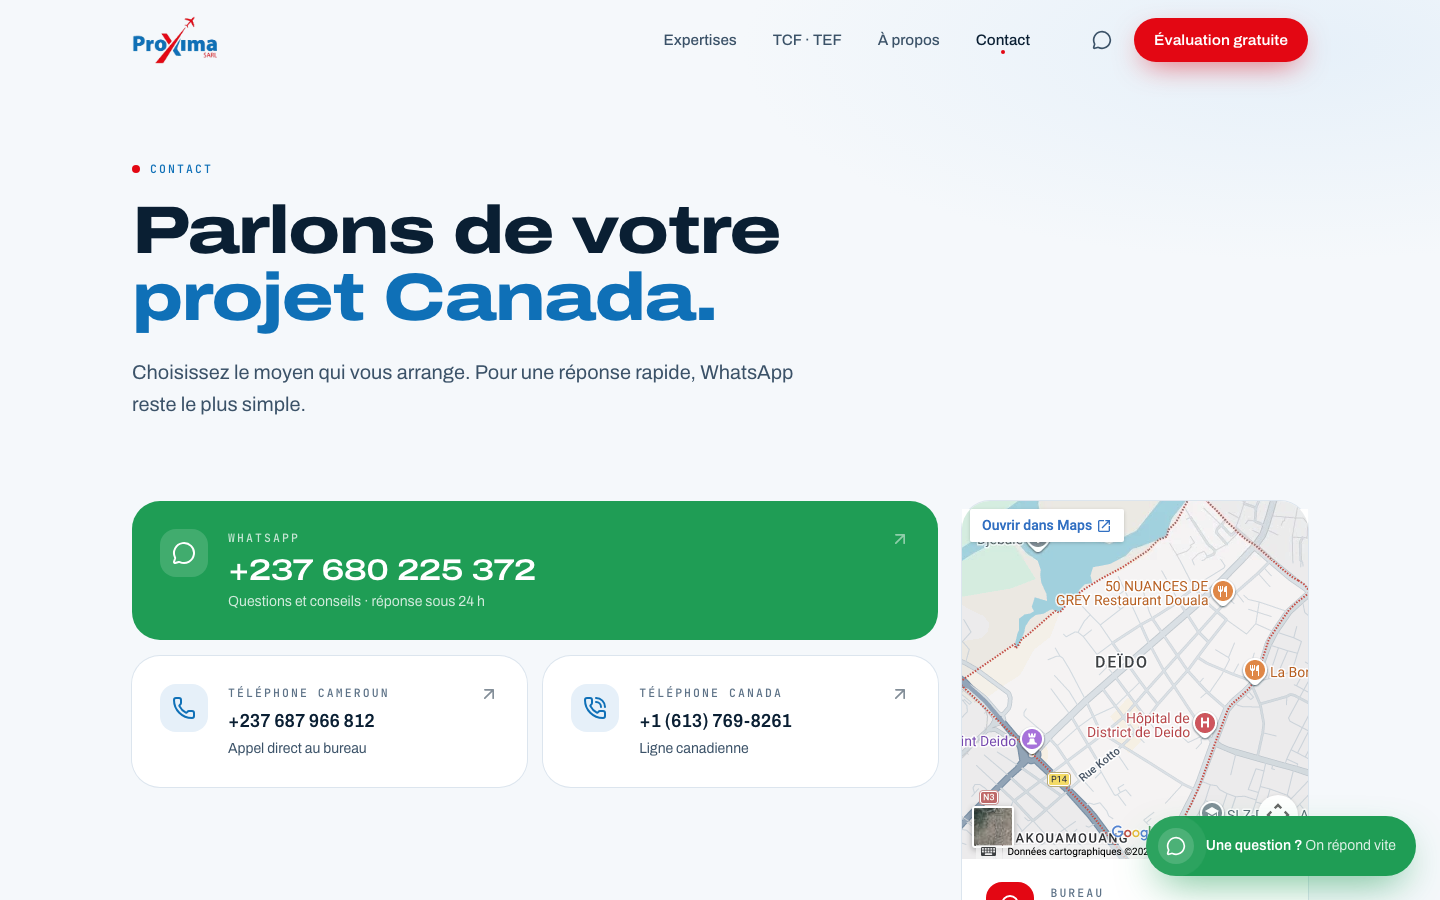 Proxima
SARL
Expertises
TCF · TEF
À propos
Contact
Évaluation gratuite
CONTACT
Parlons de votre
projet Canada.
Choisissez le moyen qui vous arrange. Pour une réponse rapide, WhatsApp
reste le plus simple.
WHATSAPP
+237 680 225 372
Questions et conseils · réponse sous 24 h
TÉLÉPHONE CAMEROUN
+237 687 966 812
Appel direct au bureau
TÉLÉPHONE CANADA
+1 (613) 769-8261
Ligne canadienne
Ouvrir dans Maps
50 NUANCES DE
GREY Restaurant Douala
DEÏDO
La Bon
Hôpital de
District de Deido
H
int Deido
Rue Kotto
P14
N3
AKOUAMOUANG
Google
Données cartographiques ©202
Une question ? On répond vite
BUREAU